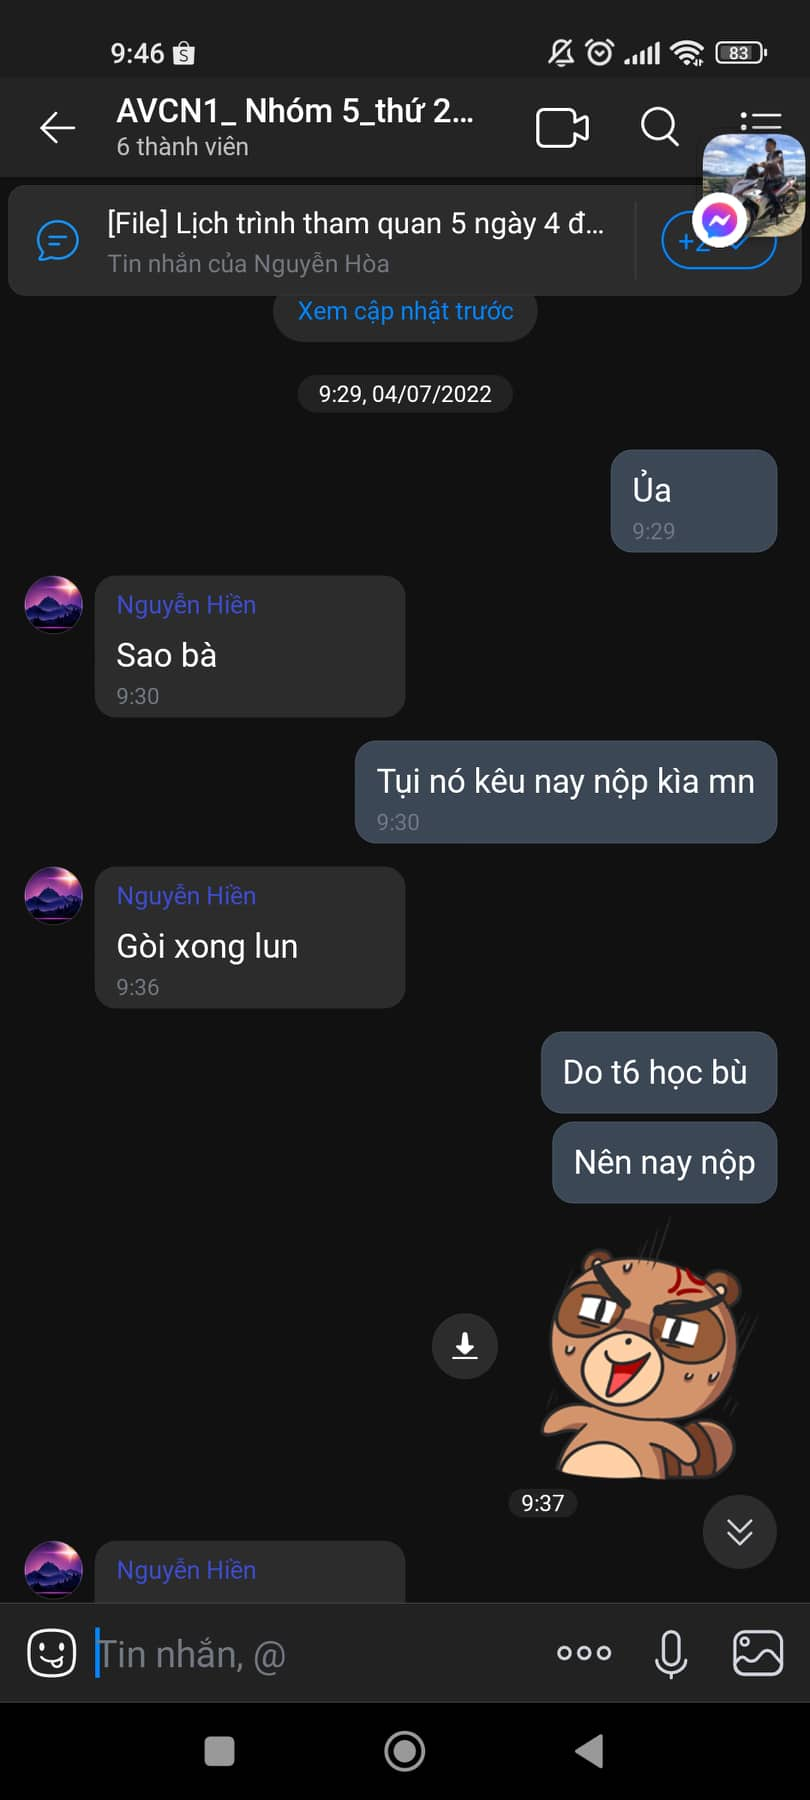 9:46
83
AVCN1_ Nhóm 5_thứ 2...
6 thành viên
[File] Lịch trình tham quan 5 ngày 4 đ...
Tin nhắn của Nguyễn Hòa
+2
Xem cập nhật trước
9:29, 04/07/2022
Ủa
9:29
Nguyễn Hiền
Sao bà
9:30
Tụi nó kêu nay nộp kìa mn
9:30
Nguyễn Hiền
Gòi xong lun
9:36
Do t6 học bù
Nên nay nộp
9:37
Nguyễn Hiền
Tin nhắn, @